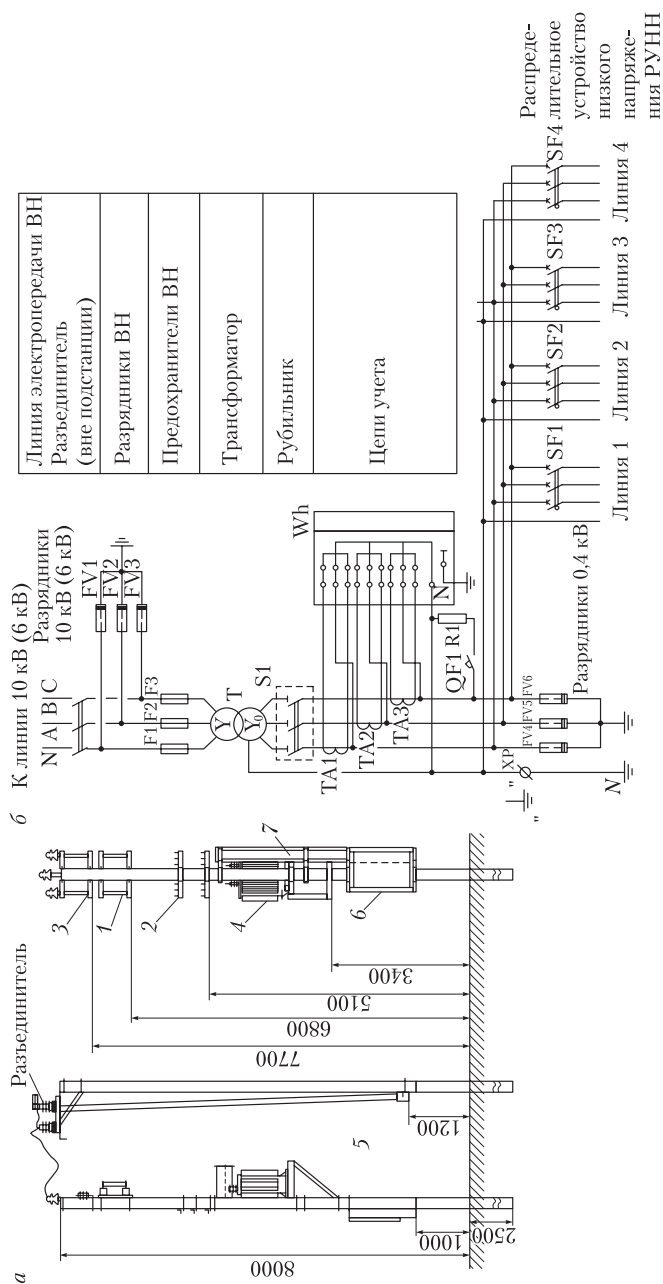 а
Разъединитель
8000
1000
2500
1200
5
7700
6800
5100
3400
3
1
2
4
7
6
б
К линии 10 кВ (6 кВ)
N A B C
Разрядники
10 кВ (6 кВ)
FV1
FV2
FV3
F1 F2 F3
Y
Y₀
T
S1
TA1
TA2
TA3
Wh
N
QF1 R1
"
"
XP
FV4 FV5 FV6
N
Разрядники 0,4 кВ
Линия электропередачи ВН
Разъединитель
(вне подстанции)
Разрядники ВН
Предохранители ВН
Трансформатор
Рубильник
Цепи учета
SF1
SF2
SF3
SF4
Линия 1
Линия 2
Линия 3
Линия 4
Распреде-
лительное
устройство
низкого
напряже-
ния РУНН